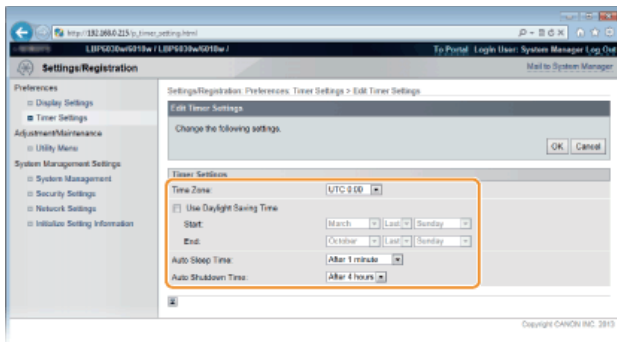 http://192.168.0.215/p_timer_setting.html
LBP6030w/6018w / LBP6030w/6018w /
To Portal Login User: System Manager Log Out
Settings/Registration
Mail to System Manager
Preferences
Display Settings
Timer Settings
Adjustment/Maintenance
Utility Menu
System Management Settings
System Management
Security Settings
Network Settings
Initialize Setting Information
Settings/Registration: Preferences: Timer Settings > Edit Timer Settings
Edit Timer Settings
Change the following settings.
OK Cancel
Timer Settings
Time Zone: UTC 0:00
Use Daylight Saving Time
Start: March Last Sunday
End: October Last Sunday
Auto Sleep Time: After 1 minute
Auto Shutdown Time: After 4 hours
Copyright CANON INC. 2013